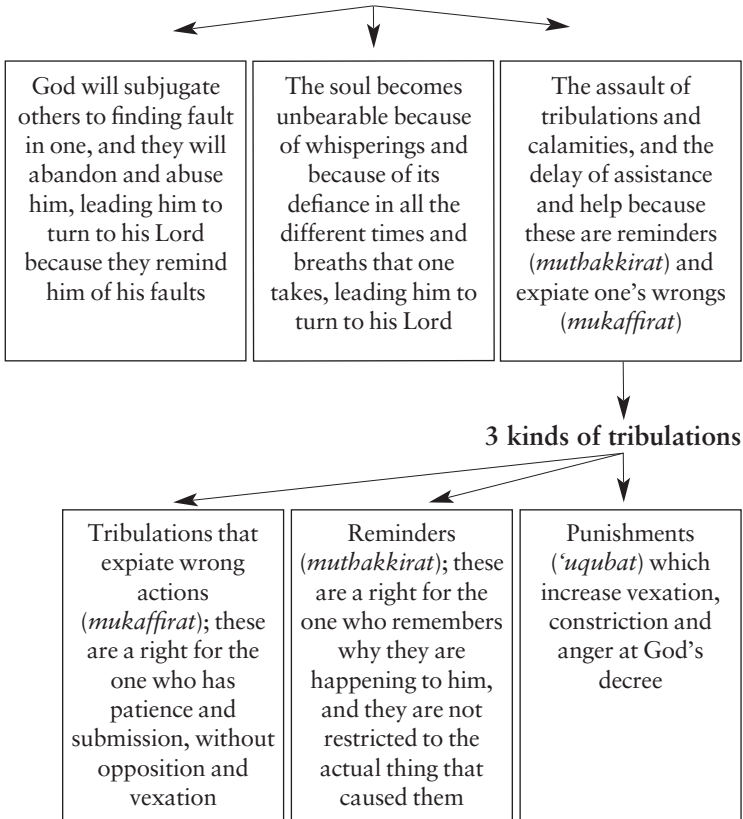 God will subjugate
others to finding fault
in one, and they will
abandon and abuse
him, leading him to
turn to his Lord
because they remind
him of his faults
The soul becomes
unbearable because
of whisperings and
because of its
defiance in all the
different times and
breaths that one
takes, leading him to
turn to his Lord
The assault of
tribulations and
calamities, and the
delay of assistance
and help because
these are reminders
(muthakkirat) and
expiate one's wrongs
(mukaffirat)
3 kinds of tribulations
Tribulations that
expiate wrong
actions
(mukaffirat); these
are a right for the
one who has
patience and
submission, without
opposition and
vexation
Reminders
(muthakkirat); these
are a right for the
one who remembers
why they are
happening to him,
and they are not
restricted to the
actual thing that
caused them
Punishments
(‘uqubat) which
increase vexation,
constriction and
anger at God's
decree